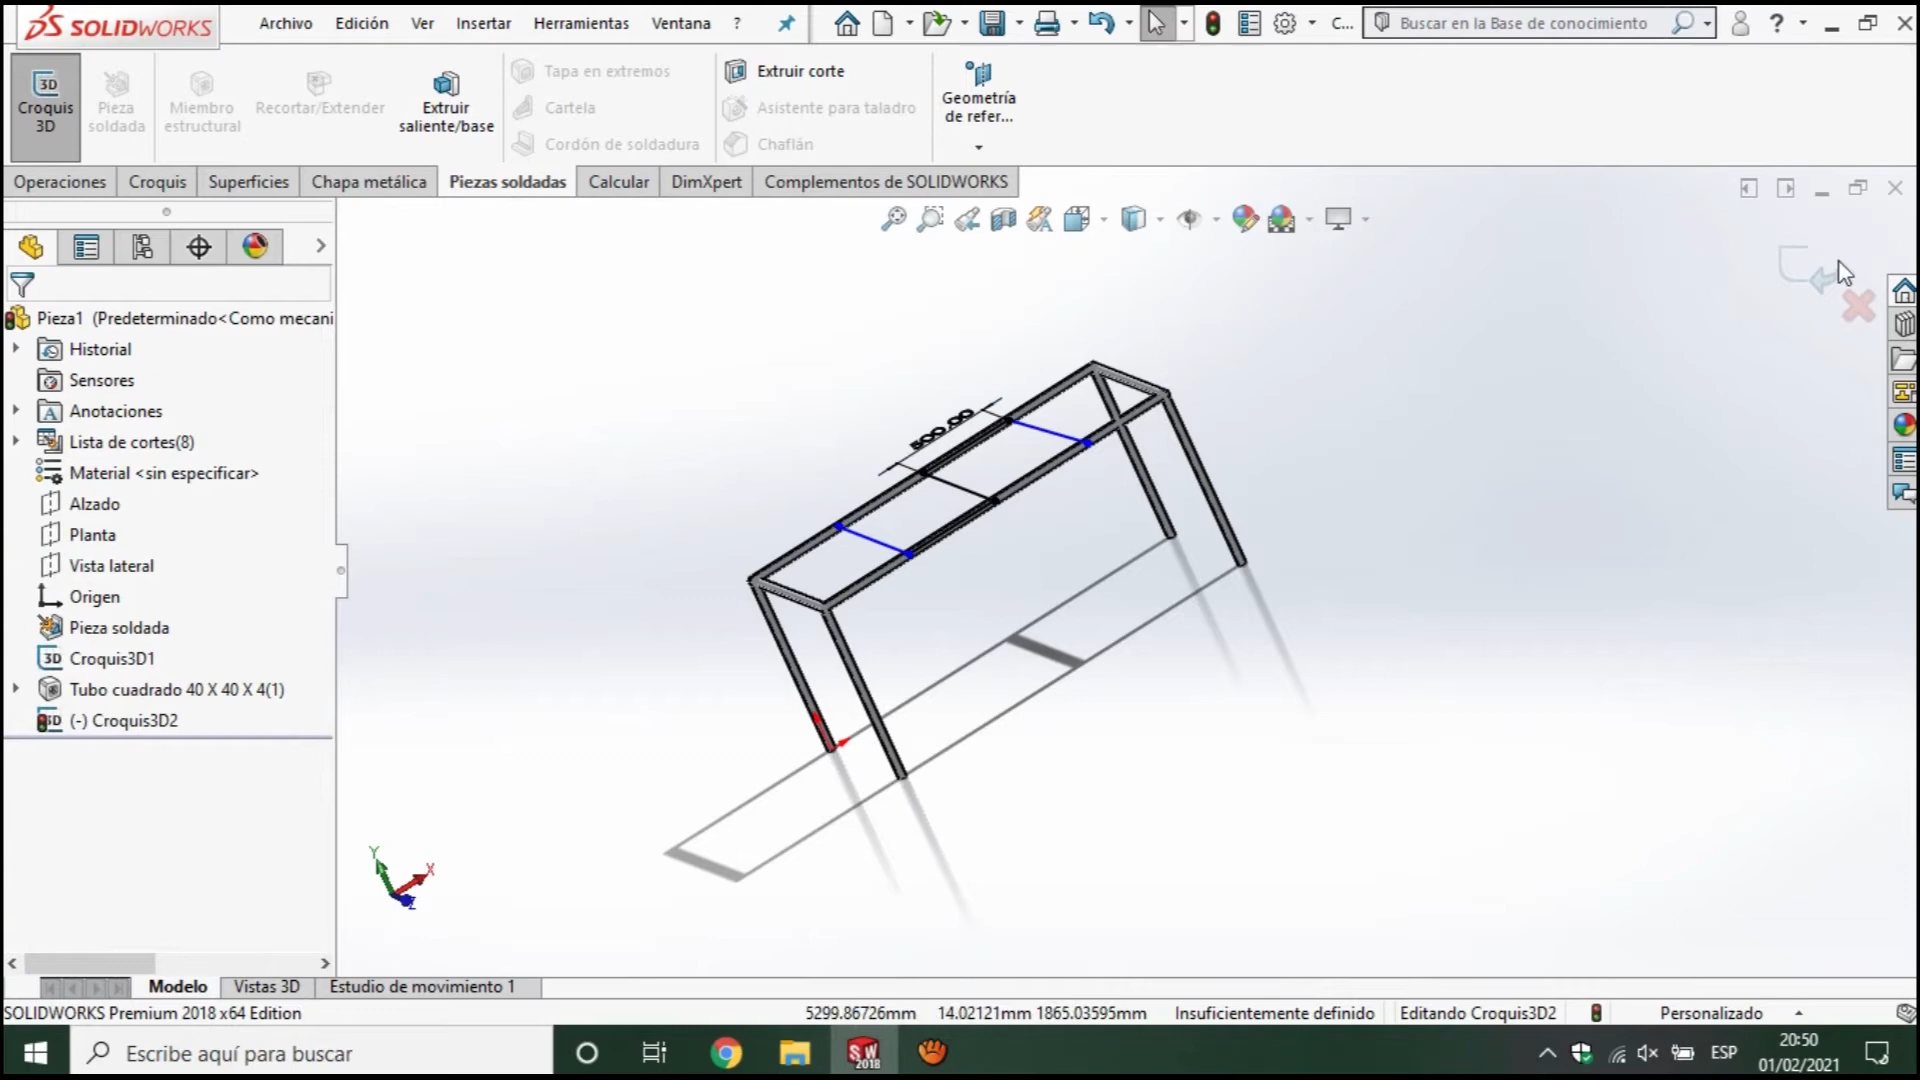 SOLIDWORKS
Archivo Edición Ver Insertar Herramientas Ventana ?
C... Buscar en la Base de conocimiento ?
3D
Croquis
3D
Pieza
soldada
Miembro
estructural
Recortar/Extender
Extruir
saliente/base
Tapa en extremos
Cartela
Cordón de soldadura
Extruir corte
Asistente para taladro
Chaflán
Geometría
de refer...
Operaciones Croquis Superficies Chapa metálica Piezas soldadas Calcular DimXpert Complementos de SOLIDWORKS
Pieza1 (Predeterminado<Como mecani
Historial
Sensores
Anotaciones
Lista de cortes(8)
Material <sin especificar>
Alzado
Planta
Vista lateral
Origen
Pieza soldada
3D Croquis3D1
Tubo cuadrado 40 X 40 X 4(1)
3D (-) Croquis3D2
500.00
Y
X
Z
Modelo Vistas 3D Estudio de movimiento 1
SOLIDWORKS Premium 2018 x64 Edition 5299.86726mm 14.02121mm 1865.03595mm Insuficientemente definido Editando Croquis3D2 Personalizado
Escribe aquí para buscar
SW
2018
ESP
20:50
01/02/2021